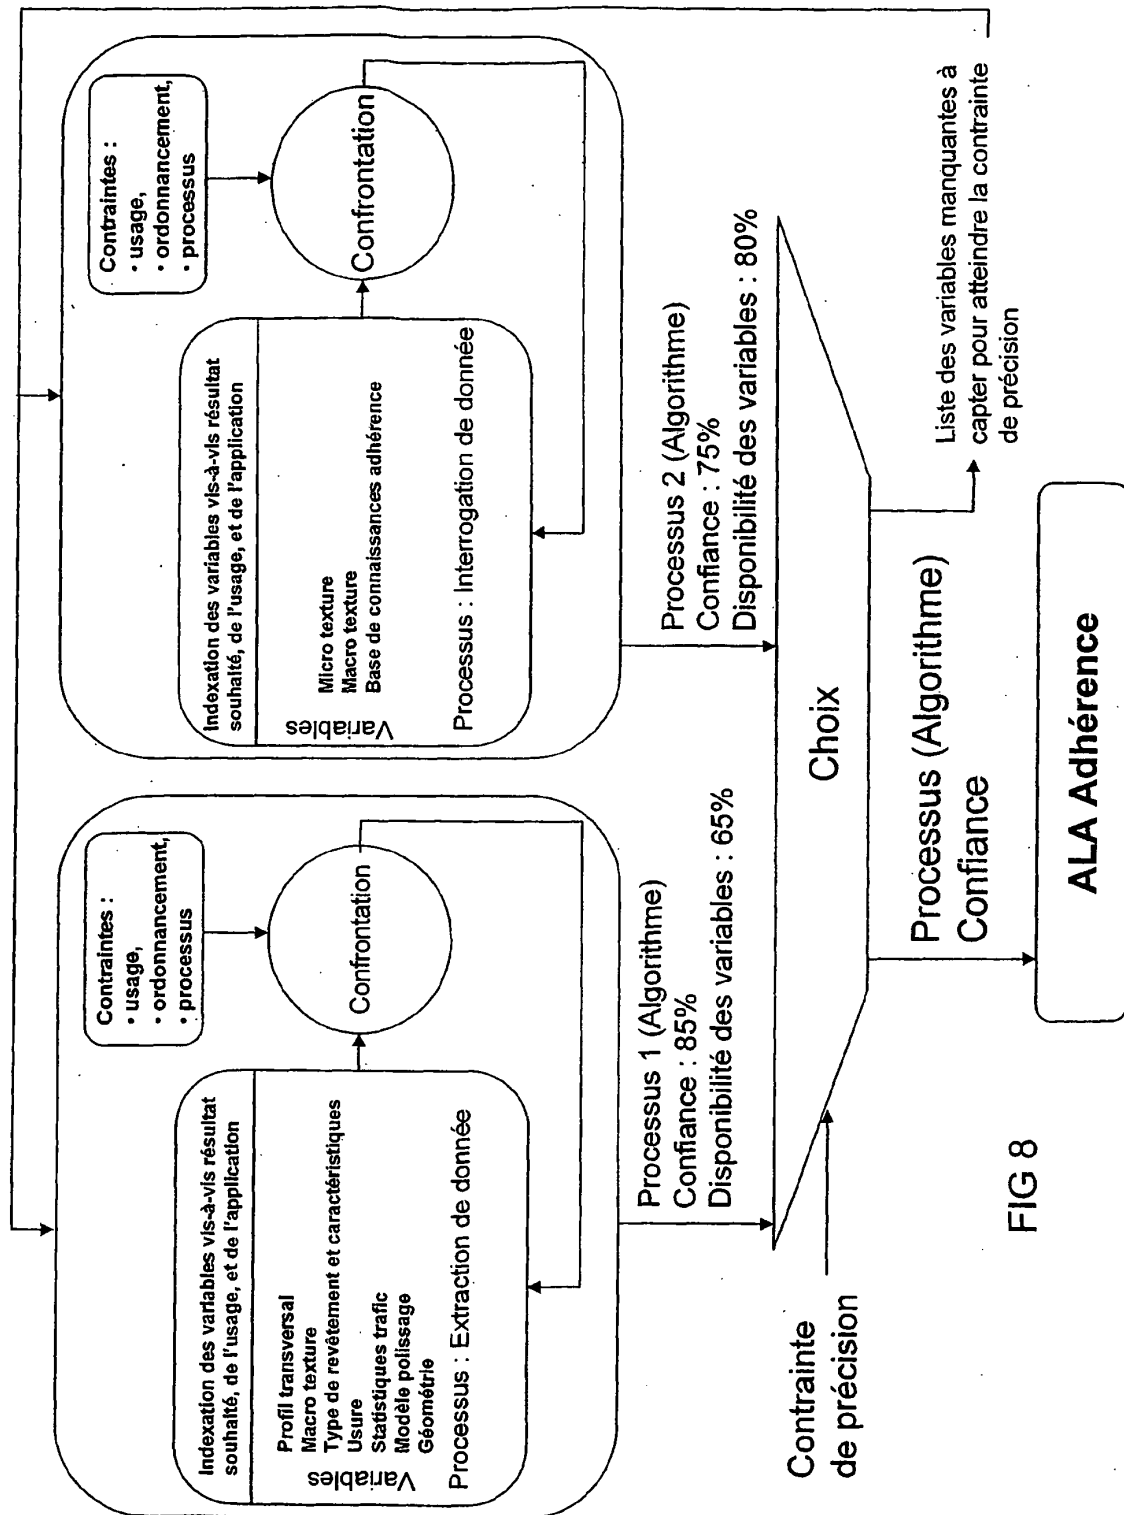 Contraintes :
• usage,
• ordonnancement,
• processus
Indexation des variables vis-à-vis résultat
souhaité, de l'usage, et de l'application
Variables
Profil transversal
Macro texture
Type de revêtement et caractéristiques
Usure
Statistiques trafic
Modèle polissage
Géométrie
Processus : Extraction de donnée
Confrontation
Contraintes :
• usage,
• ordonnancement,
• processus
Indexation des variables vis-à-vis résultat
souhaité, de l'usage, et de l'application
Variables
Micro texture
Macro texture
Base de connaissances adhérence
Processus : Interrogation de donnée
Confrontation
Processus 1 (Algorithme)
Confiance : 85%
Disponibilité des variables : 65%
Processus 2 (Algorithme)
Confiance : 75%
Disponibilité des variables : 80%
Contrainte
de précision
Choix
Processus (Algorithme)
Confiance
Liste des variables manquantes à
capter pour atteindre la contrainte
de précision
ALA Adhérence
FIG 8